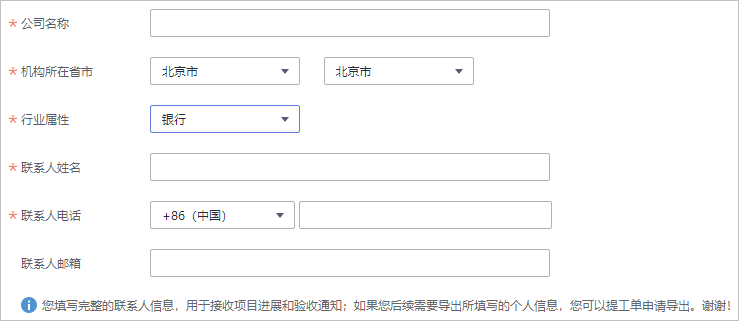 * 公司名称
* 机构所在省市 北京市 北京市
* 行业属性 银行
* 联系人姓名
* 联系人电话 +86（中国）
联系人邮箱
您填写完整的联系人信息，用于接收项目进展和验收通知；如果您后续需要导出所填写的个人信息，您可以提工单申请导出。谢谢！